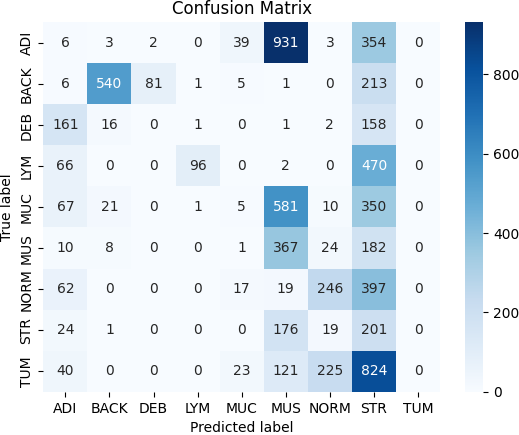 Confusion Matrix
True label
ADI 6 3 2 0 39 931 3 354 0
BACK 6 540 81 1 5 1 0 213 0
DEB 161 16 0 1 0 1 2 158 0
LYM 66 0 0 96 0 2 0 470 0
MUC 67 21 0 1 5 581 10 350 0
MUS 10 8 0 0 1 367 24 182 0
NORM 62 0 0 0 17 19 246 397 0
STR 24 1 0 0 0 176 19 201 0
TUM 40 0 0 0 23 121 225 824 0
ADI BACK DEB LYM MUC MUS NORM STR TUM
Predicted label
800
600
400
200
0